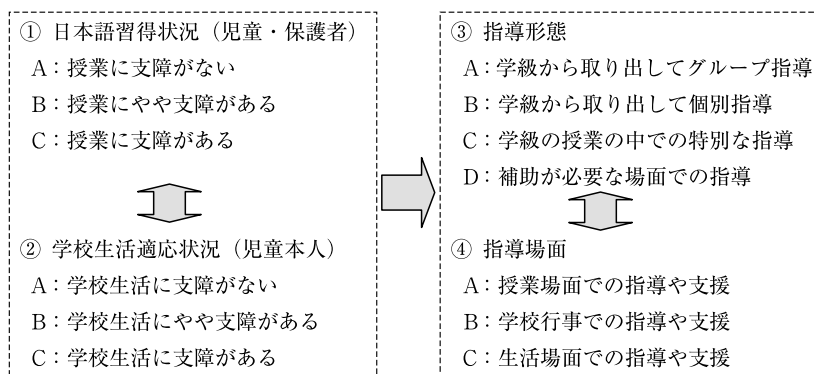 ① 日本語習得状況（児童・保護者）
A：授業に支障がない
B：授業にやや支障がある
C：授業に支障がある
② 学校生活適応状況（児童本人）
A：学校生活に支障がない
B：学校生活にやや支障がある
C：学校生活に支障がある
③ 指導形態
A：学級から取り出してグループ指導
B：学級から取り出して個別指導
C：学級の授業の中での特別な指導
D：補助が必要な場面での指導
④ 指導場面
A：授業場面での指導や支援
B：学校行事での指導や支援
C：生活場面での指導や支援